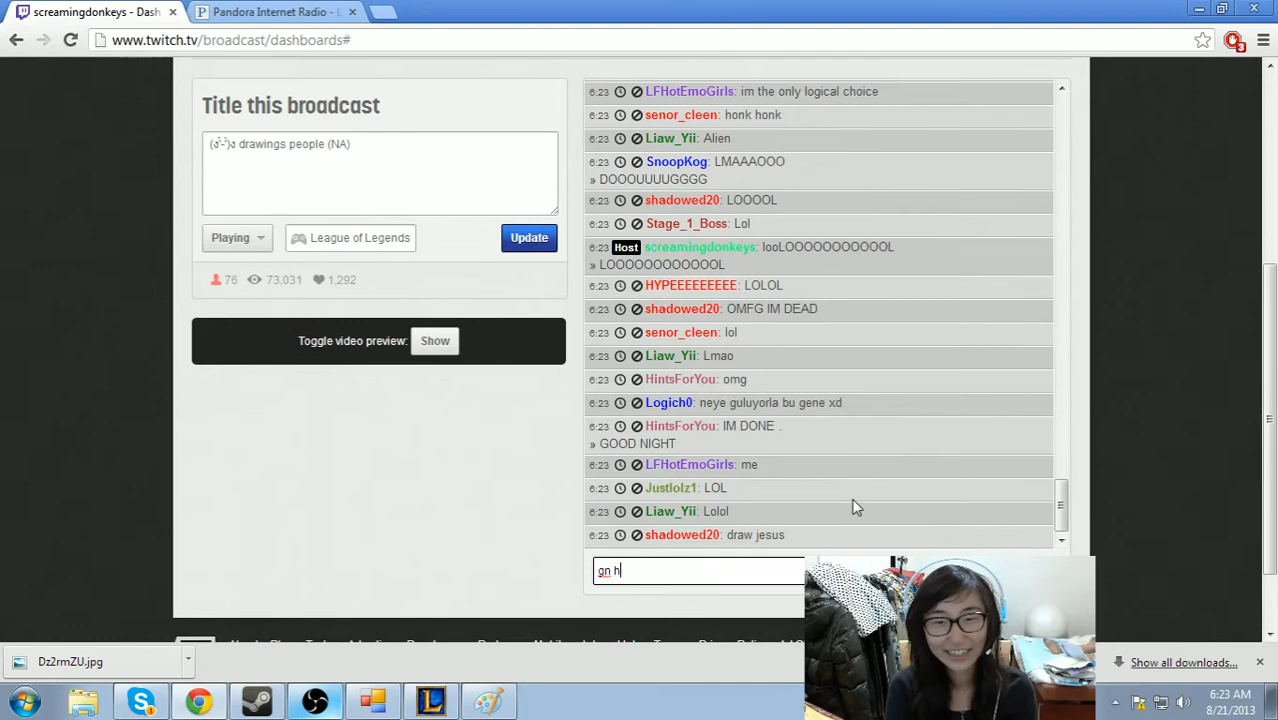 screamingdonkeys - Dash
Pandora Internet Radio - L
www.twitch.tv/broadcast/dashboards#
3
Title this broadcast
(ง'̀-'́)ง drawings people (NA)
Playing
League of Legends
Update
76
73,031
1,292
Toggle video preview:
Show
6:23 LFHotEmoGirls: im the only logical choice
6:23 senor_cleen: honk honk
6:23 Liaw_Yii: Alien
6:23 SnoopKog: LMAAAOOO
» DOOOUUUUGGGG
6:23 shadowed20: LOOOOL
6:23 Stage_1_Boss: Lol
6:23 Host screamingdonkeys: looLOOOOOOOOOOL
» LOOOOOOOOOOOOL
6:23 HYPEEEEEEEEE: LOLOL
6:23 shadowed20: OMFG IM DEAD
6:23 senor_cleen: lol
6:23 Liaw_Yii: Lmao
6:23 HintsForYou: omg
6:23 Logich0: neye guluyorla bu gene xd
6:23 HintsForYou: IM DONE .
» GOOD NIGHT
6:23 LFHotEmoGirls: me
6:23 Justlolz1: LOL
6:23 Liaw_Yii: Lolol
6:23 shadowed20: draw jesus
gn h
Dz2rmZU.jpg
Show all downloads...
6:23 AM
8/21/2013